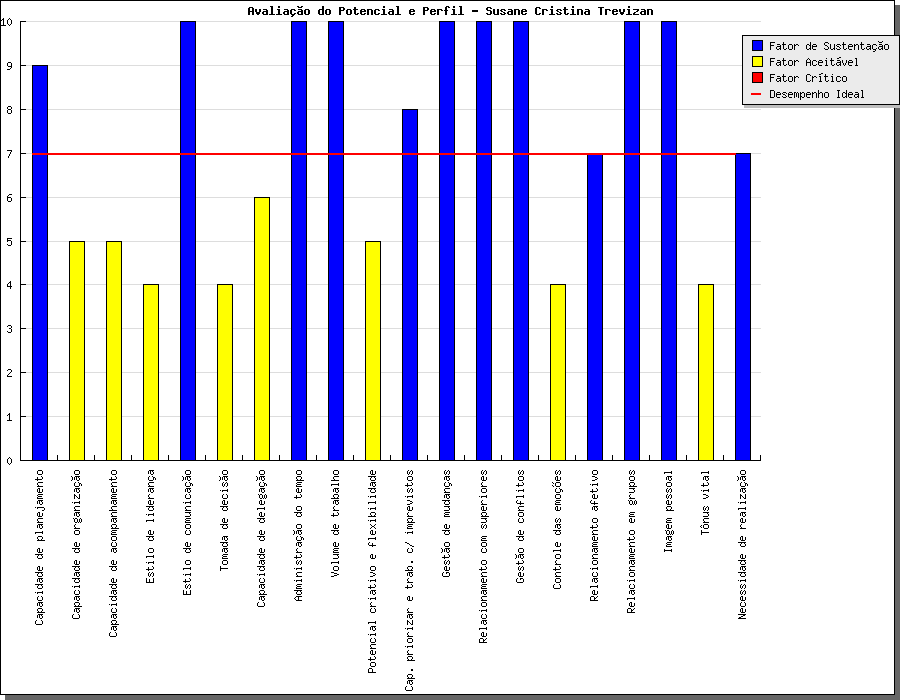 Avaliação do Potencial e Perfil - Susane Cristina Trevizan
10
9
8
7
6
5
4
3
2
1
0
Fator de Sustentação
Fator Aceitável
Fator Crítico
Desempenho Ideal
Capacidade de planejamento
Capacidade de organização
Capacidade de acompanhamento
Estilo de liderança
Estilo de comunicação
Tomada de decisão
Capacidade de delegação
Administração do tempo
Volume de trabalho
Potencial criativo e flexibilidade
Cap. priorizar e trab. c/ imprevistos
Gestão de mudanças
Relacionamento com superiores
Gestão de conflitos
Controle das emoções
Relacionamento afetivo
Relacionamento em grupos
Imagem pessoal
Tônus vital
Necessidade de realização